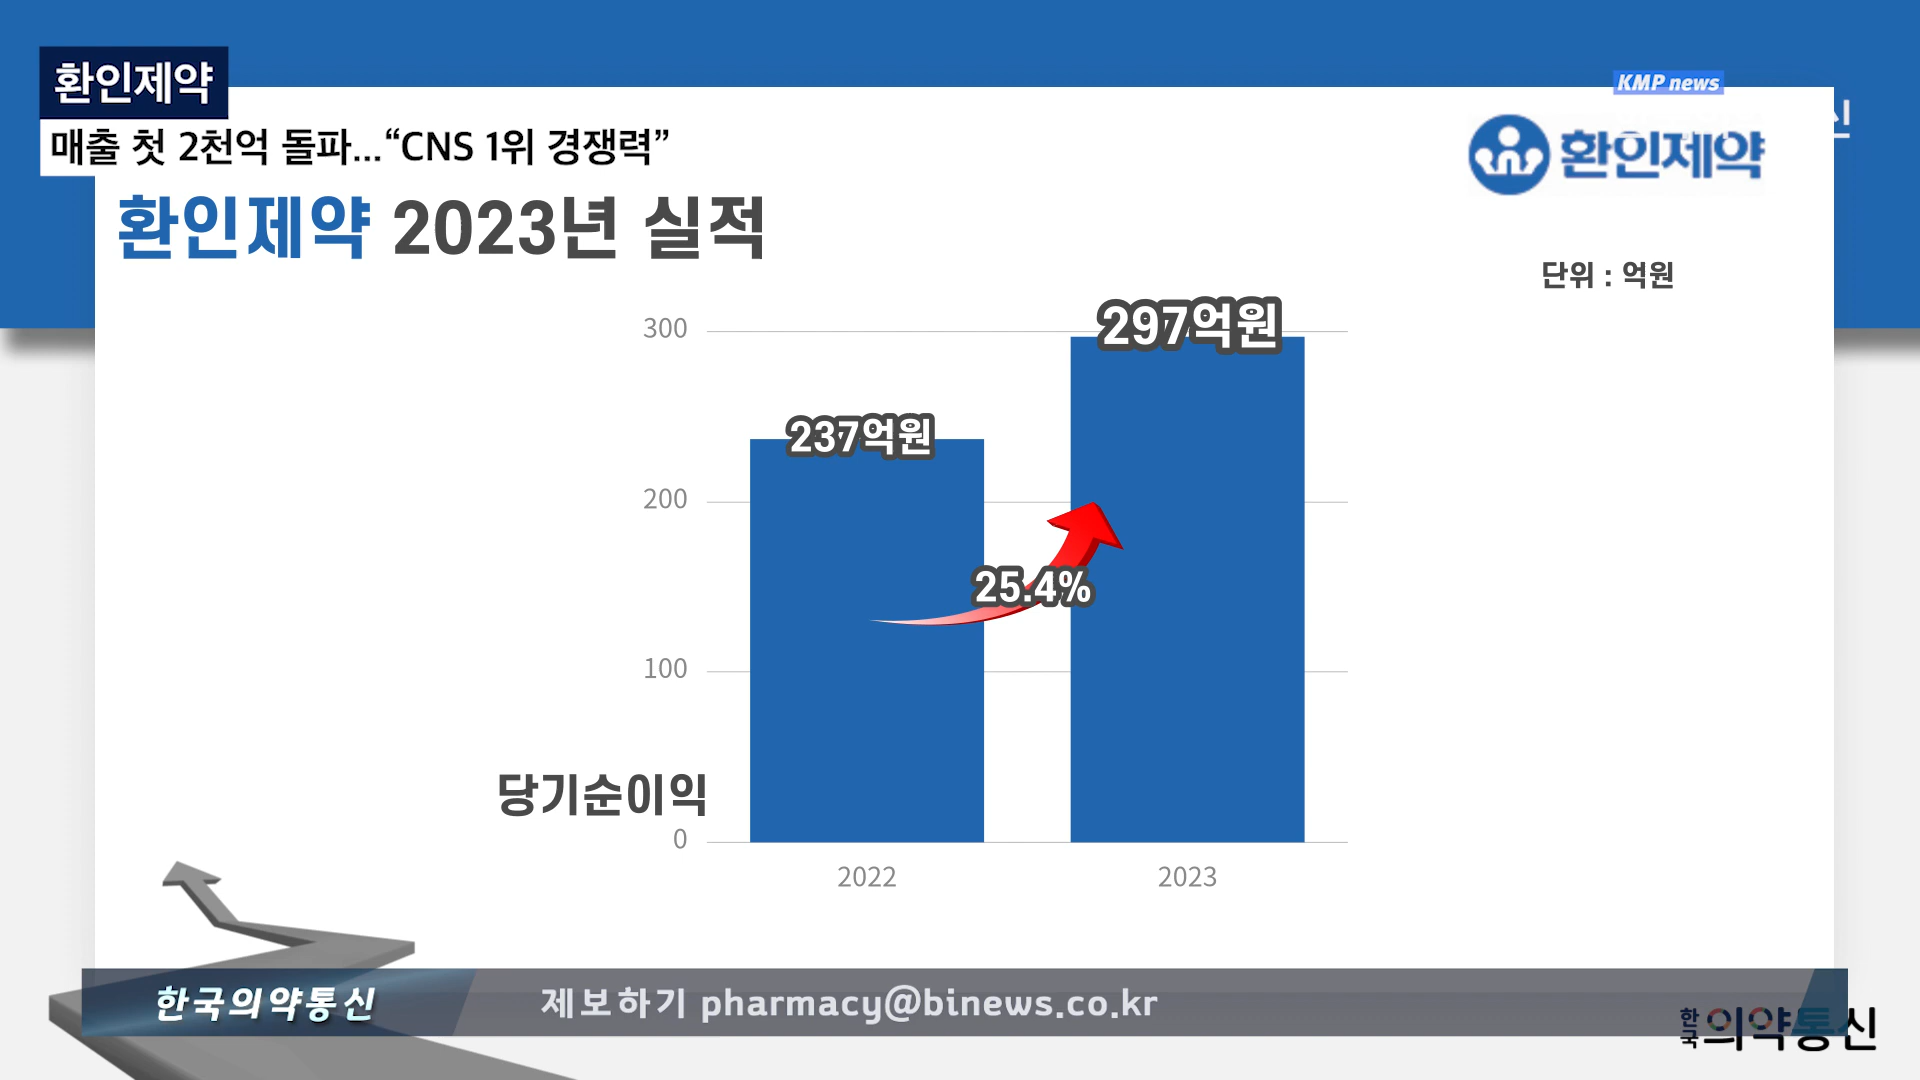 환인제약
매출 첫 2천억 돌파...“CNS 1위 경쟁력”
KMP news
신
환인제약
환인제약 2023년 실적
단위 : 억원
300
297억원
237억원
200
25.4%
100
당기순이익
0
2022
2023
한국의약통신
제보하기 pharmacy@binews.co.kr
한국의약통신